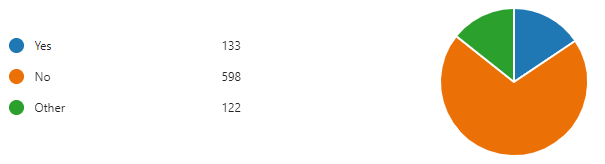 Yes 133
No 598
Other 122